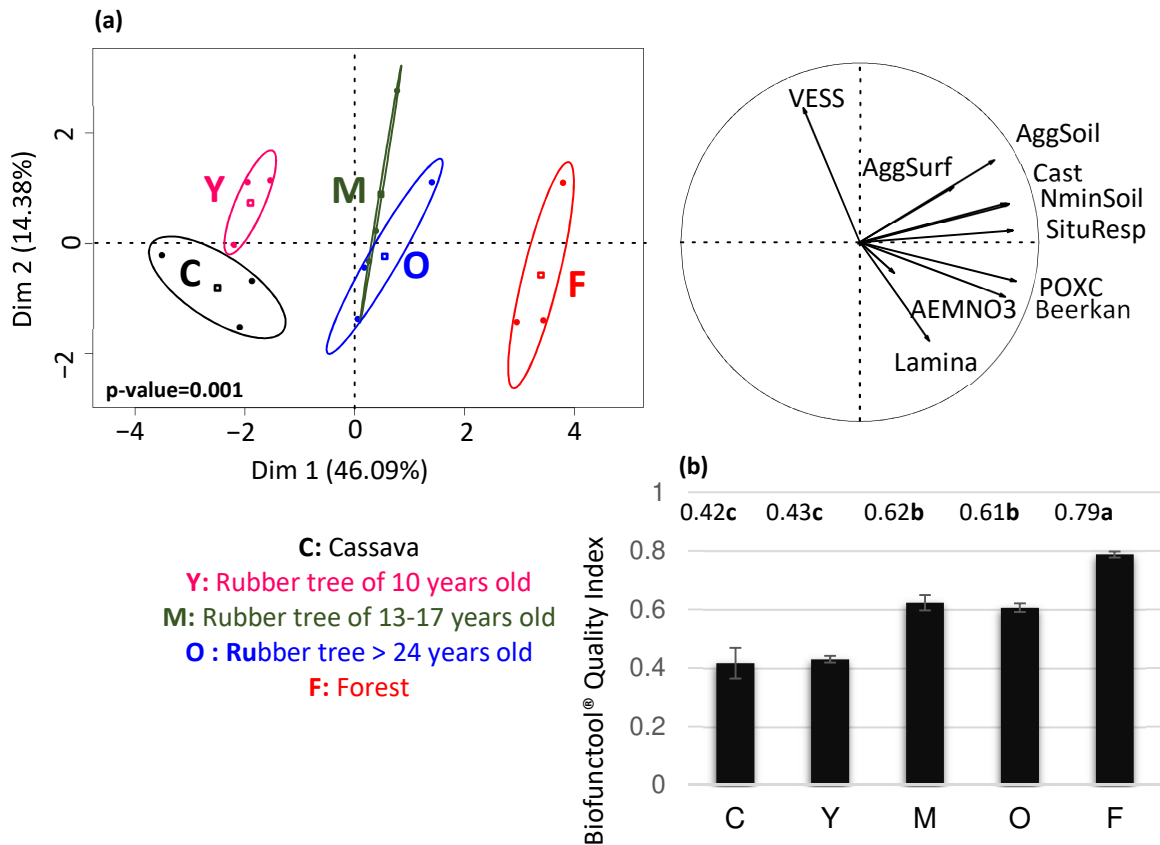 (a)
Dim 2 (14.38%)
2
0
−2
Y
C
M
O
F
p-value=0.001
−4 −2 0 2 4
Dim 1 (46.09%)
VESS
AggSoil
AggSurf
Cast
NminSoil
SituResp
POXC
AEMNO3 Beerkan
Lamina
C: Cassava
Y: Rubber tree of 10 years old
M: Rubber tree of 13-17 years old
O : Rubber tree > 24 years old
F: Forest
(b)
Biofunctool® Quality Index
1
0.42c 0.43c 0.62b 0.61b 0.79a
0.8
0.6
0.4
0.2
0
C Y M O F